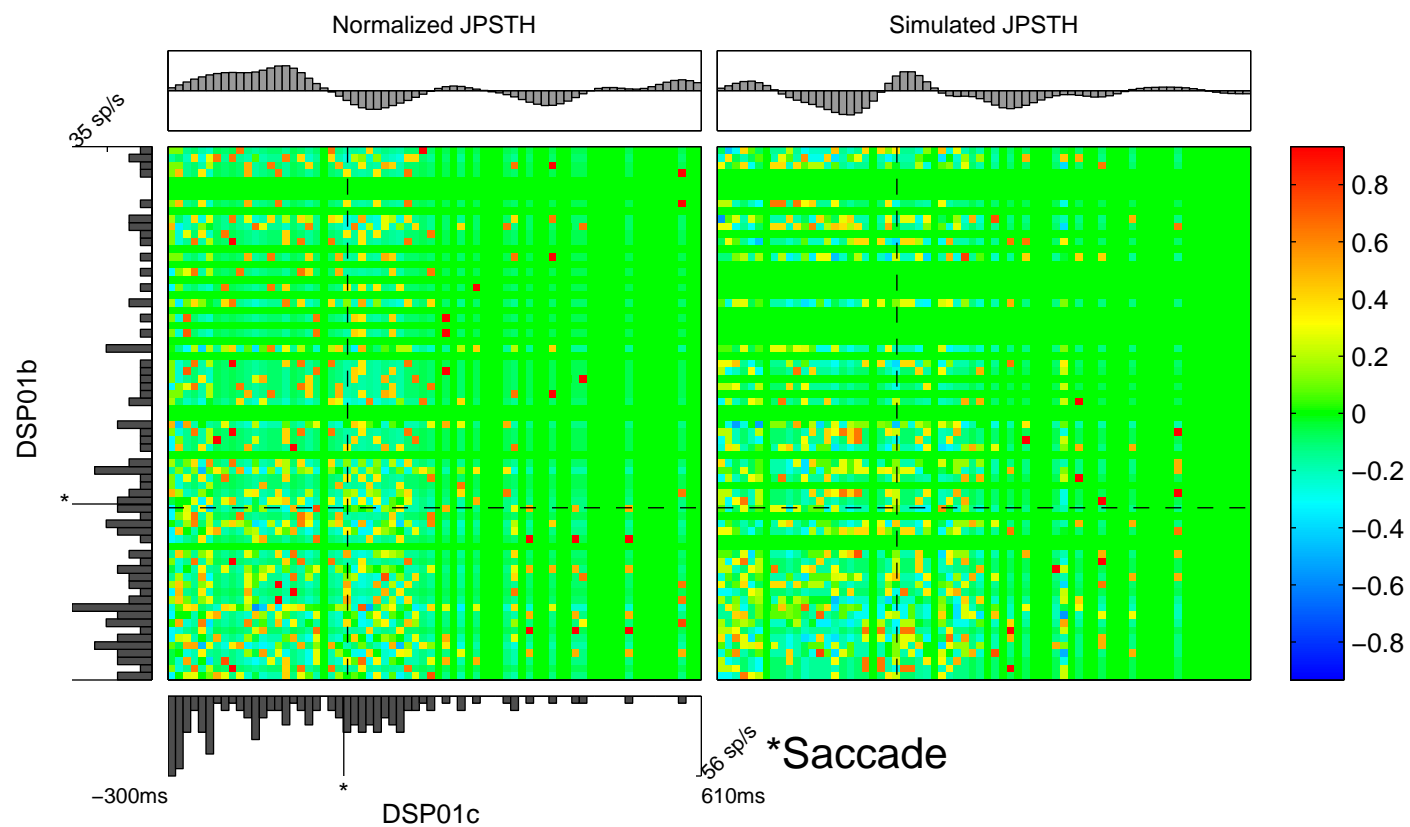 Normalized JPSTH
Simulated JPSTH
35 sp/s
DSP01b
*
0.8
0.6
0.4
0.2
0
−0.2
−0.4
−0.6
−0.8
56 sp/s
*Saccade
−300ms
*
610ms
DSP01c